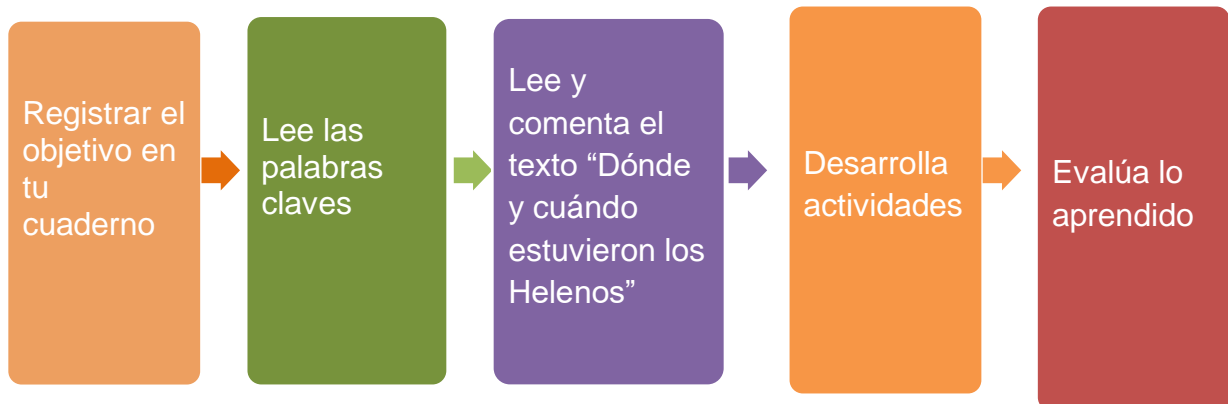 Registrar el
objetivo en
tu
cuaderno
Lee las
palabras
claves
Lee y
comenta el
texto “Dónde
y cuándo
estuvieron los
Helenos”
Desarrolla
actividades
Evalúa lo
aprendido